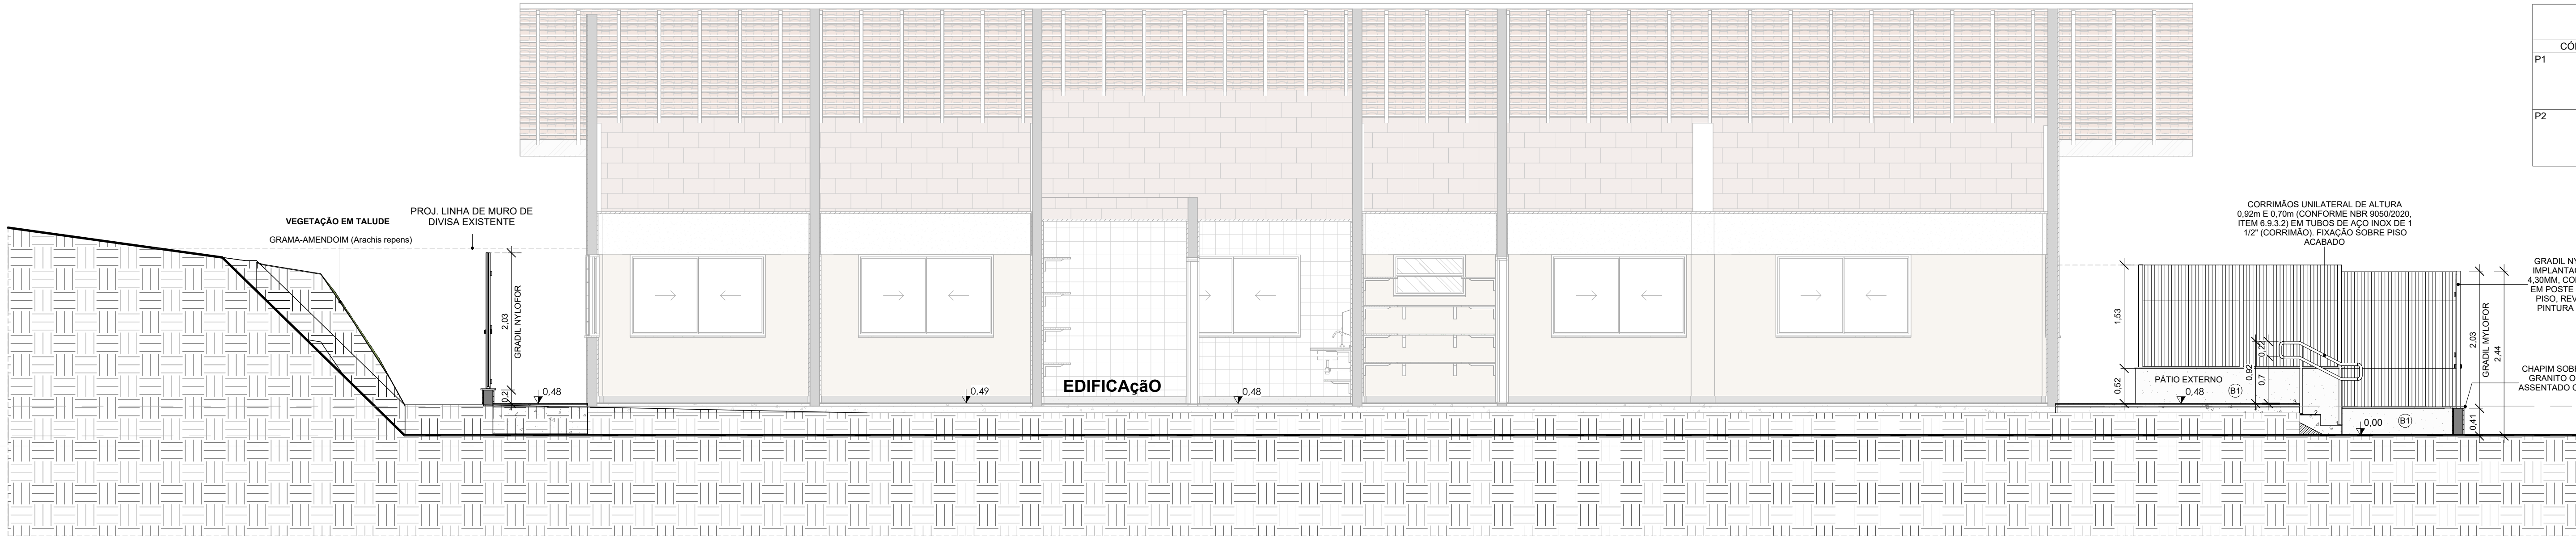 VEGETAÇÃO EM TALUDE
GRAMA-AMENDOIM (Arachis repens)
PROJ. LINHA DE MURO DE
DIVISA EXISTENTE
2,03
GRADIL NYLOFOR
0,2
0,48
0,49
EDIFICAçãO
0,48
CORRIMÃOS UNILATERAL DE ALTURA
0,92m E 0,70m (CONFORME NBR 9050/2020,
ITEM 6.9.3.2) EM TUBOS DE AÇO INOX DE 1
1/2" (CORRIMÃO). FIXAÇÃO SOBRE PISO
ACABADO
1,53
0,52
PÁTIO EXTERNO
B1
0,48
0,92
0,22
0,7
0,00
B1
2,03
GRADIL MYLOFOR
2,44
0,41
GRADIL NY
IMPLANTAÇ
4,30MM, CO
EM POSTE
PISO, REV
PINTURA
CHAPIM SOB
GRANITO O
ASSENTADO C
CÓ
P1
P2